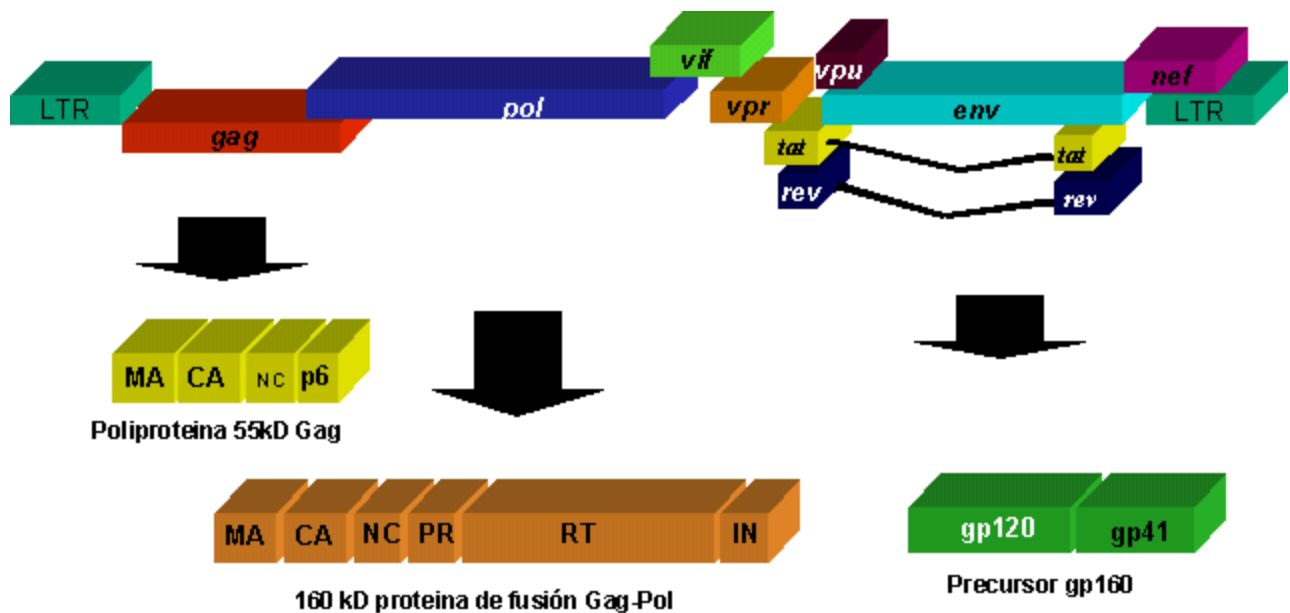 LTR gag pol vif vpr vpu env nef LTR
tat tat
rev rev
MA CA NC p6
Poliproteina 55kD Gag
MA CA NC PR RT IN
160 kD proteina de fusión Gag-Pol
gp120 gp41
Precursor gp160